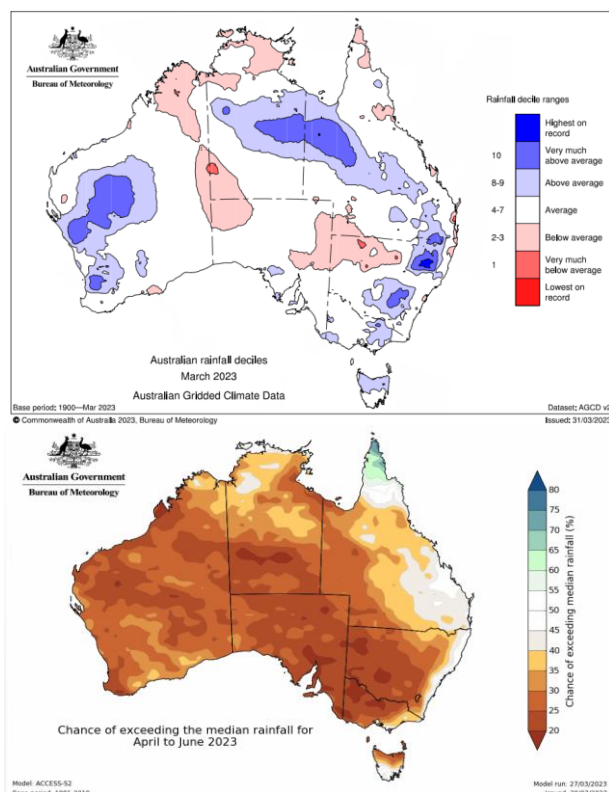 Australian Government
Bureau of Meteorology
Rainfall decile ranges
Highest on
record
10
Very much
above average
8-9
Above average
4-7
Average
2-3
Below average
1
Very much
below average
Lowest on
record
Australian rainfall deciles
March 2023
Australian Gridded Climate Data
Base period: 1900—Mar 2023
Dataset: AGCD v2
© Commonwealth of Australia 2023, Bureau of Meteorology
Issued: 31/03/2023
Australian Government
Bureau of Meteorology
80
75
70
65
60
55
50
45
40
35
30
25
20
Chance of exceeding median rainfall (%)
Chance of exceeding the median rainfall for
April to June 2023
Model: ACCESS-S2
Model run: 27/03/2023